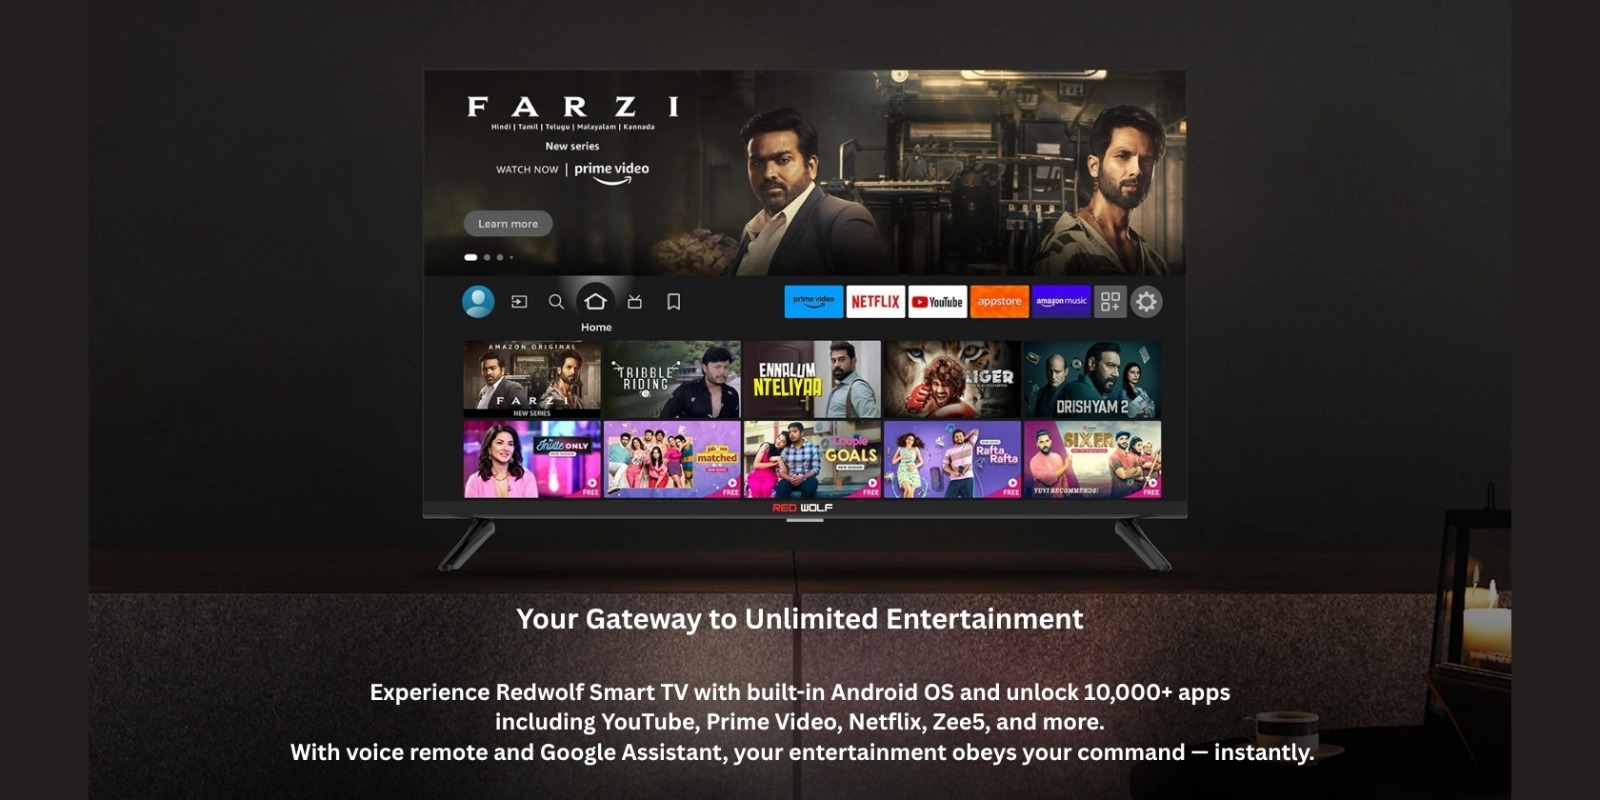 FARZI
Hindi | Tamil | Telugu | Malayalam | Kannada
New series
WATCH NOW | prime video
Learn more
prime video NETFLIX YouTube appstore amazon music
Home
AMAZON ORIGINAL
FARZI
NEW SERIES
TRIBBLE
RIDING
ENNALUM
NTELIYAA
LIGER
DRISHYAM 2
Invite ONLY
FREE
matched
FREE
Couple
GOALS
NEW SEASON
FREE
Rafta
Rafta
FREE
SIXER
YUVI RECOMMENDS!
FREE
RED WOLF
Your Gateway to Unlimited Entertainment
Experience Redwolf Smart TV with built-in Android OS and unlock 10,000+ apps
including YouTube, Prime Video, Netflix, Zee5, and more.
With voice remote and Google Assistant, your entertainment obeys your command — instantly.